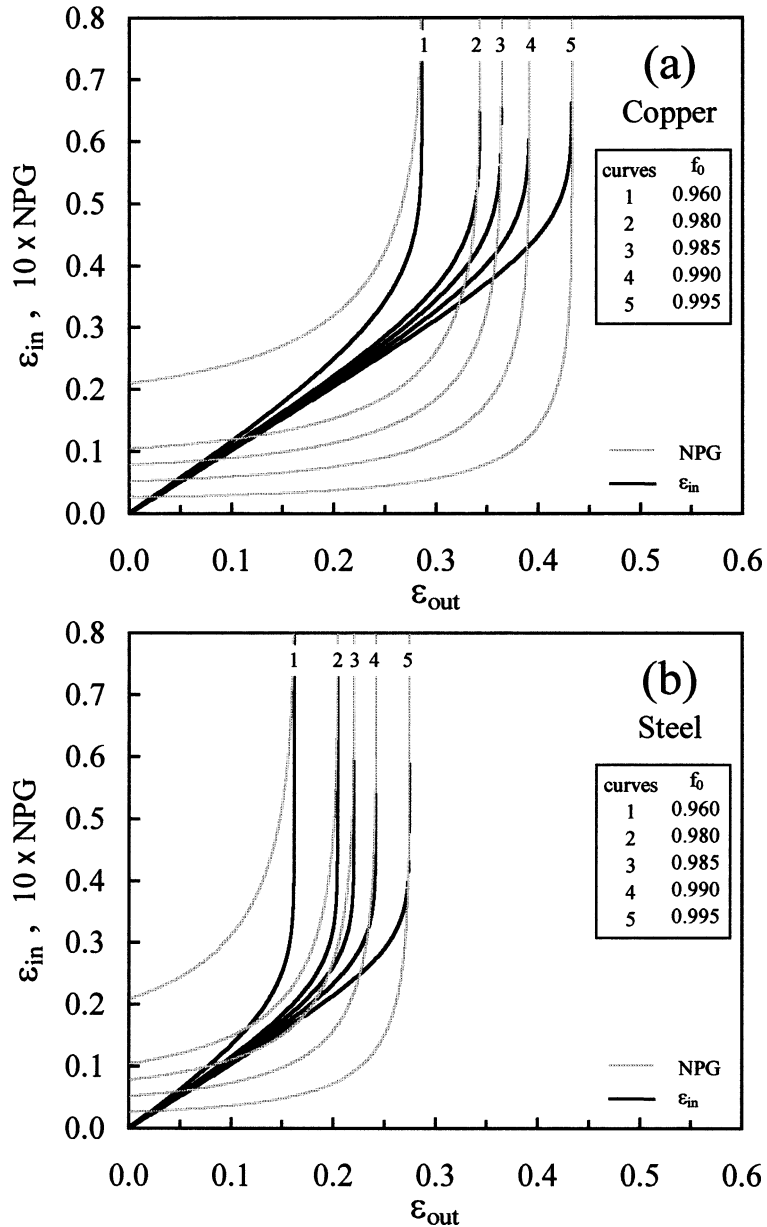 0.8
0.7
0.6
0.5
0.4
0.3
0.2
0.1
0.0
ε_in , 10 x NPG
1 2 3 4 5
(a)
Copper
curves f₀
1 0.960
2 0.980
3 0.985
4 0.990
5 0.995
NPG
ε_in
0.0 0.1 0.2 0.3 0.4 0.5 0.6
ε_out
0.8
0.7
0.6
0.5
0.4
0.3
0.2
0.1
0.0
ε_in , 10 x NPG
1 2 3 4 5
(b)
Steel
curves f₀
1 0.960
2 0.980
3 0.985
4 0.990
5 0.995
NPG
ε_in
0.0 0.1 0.2 0.3 0.4 0.5 0.6
ε_out